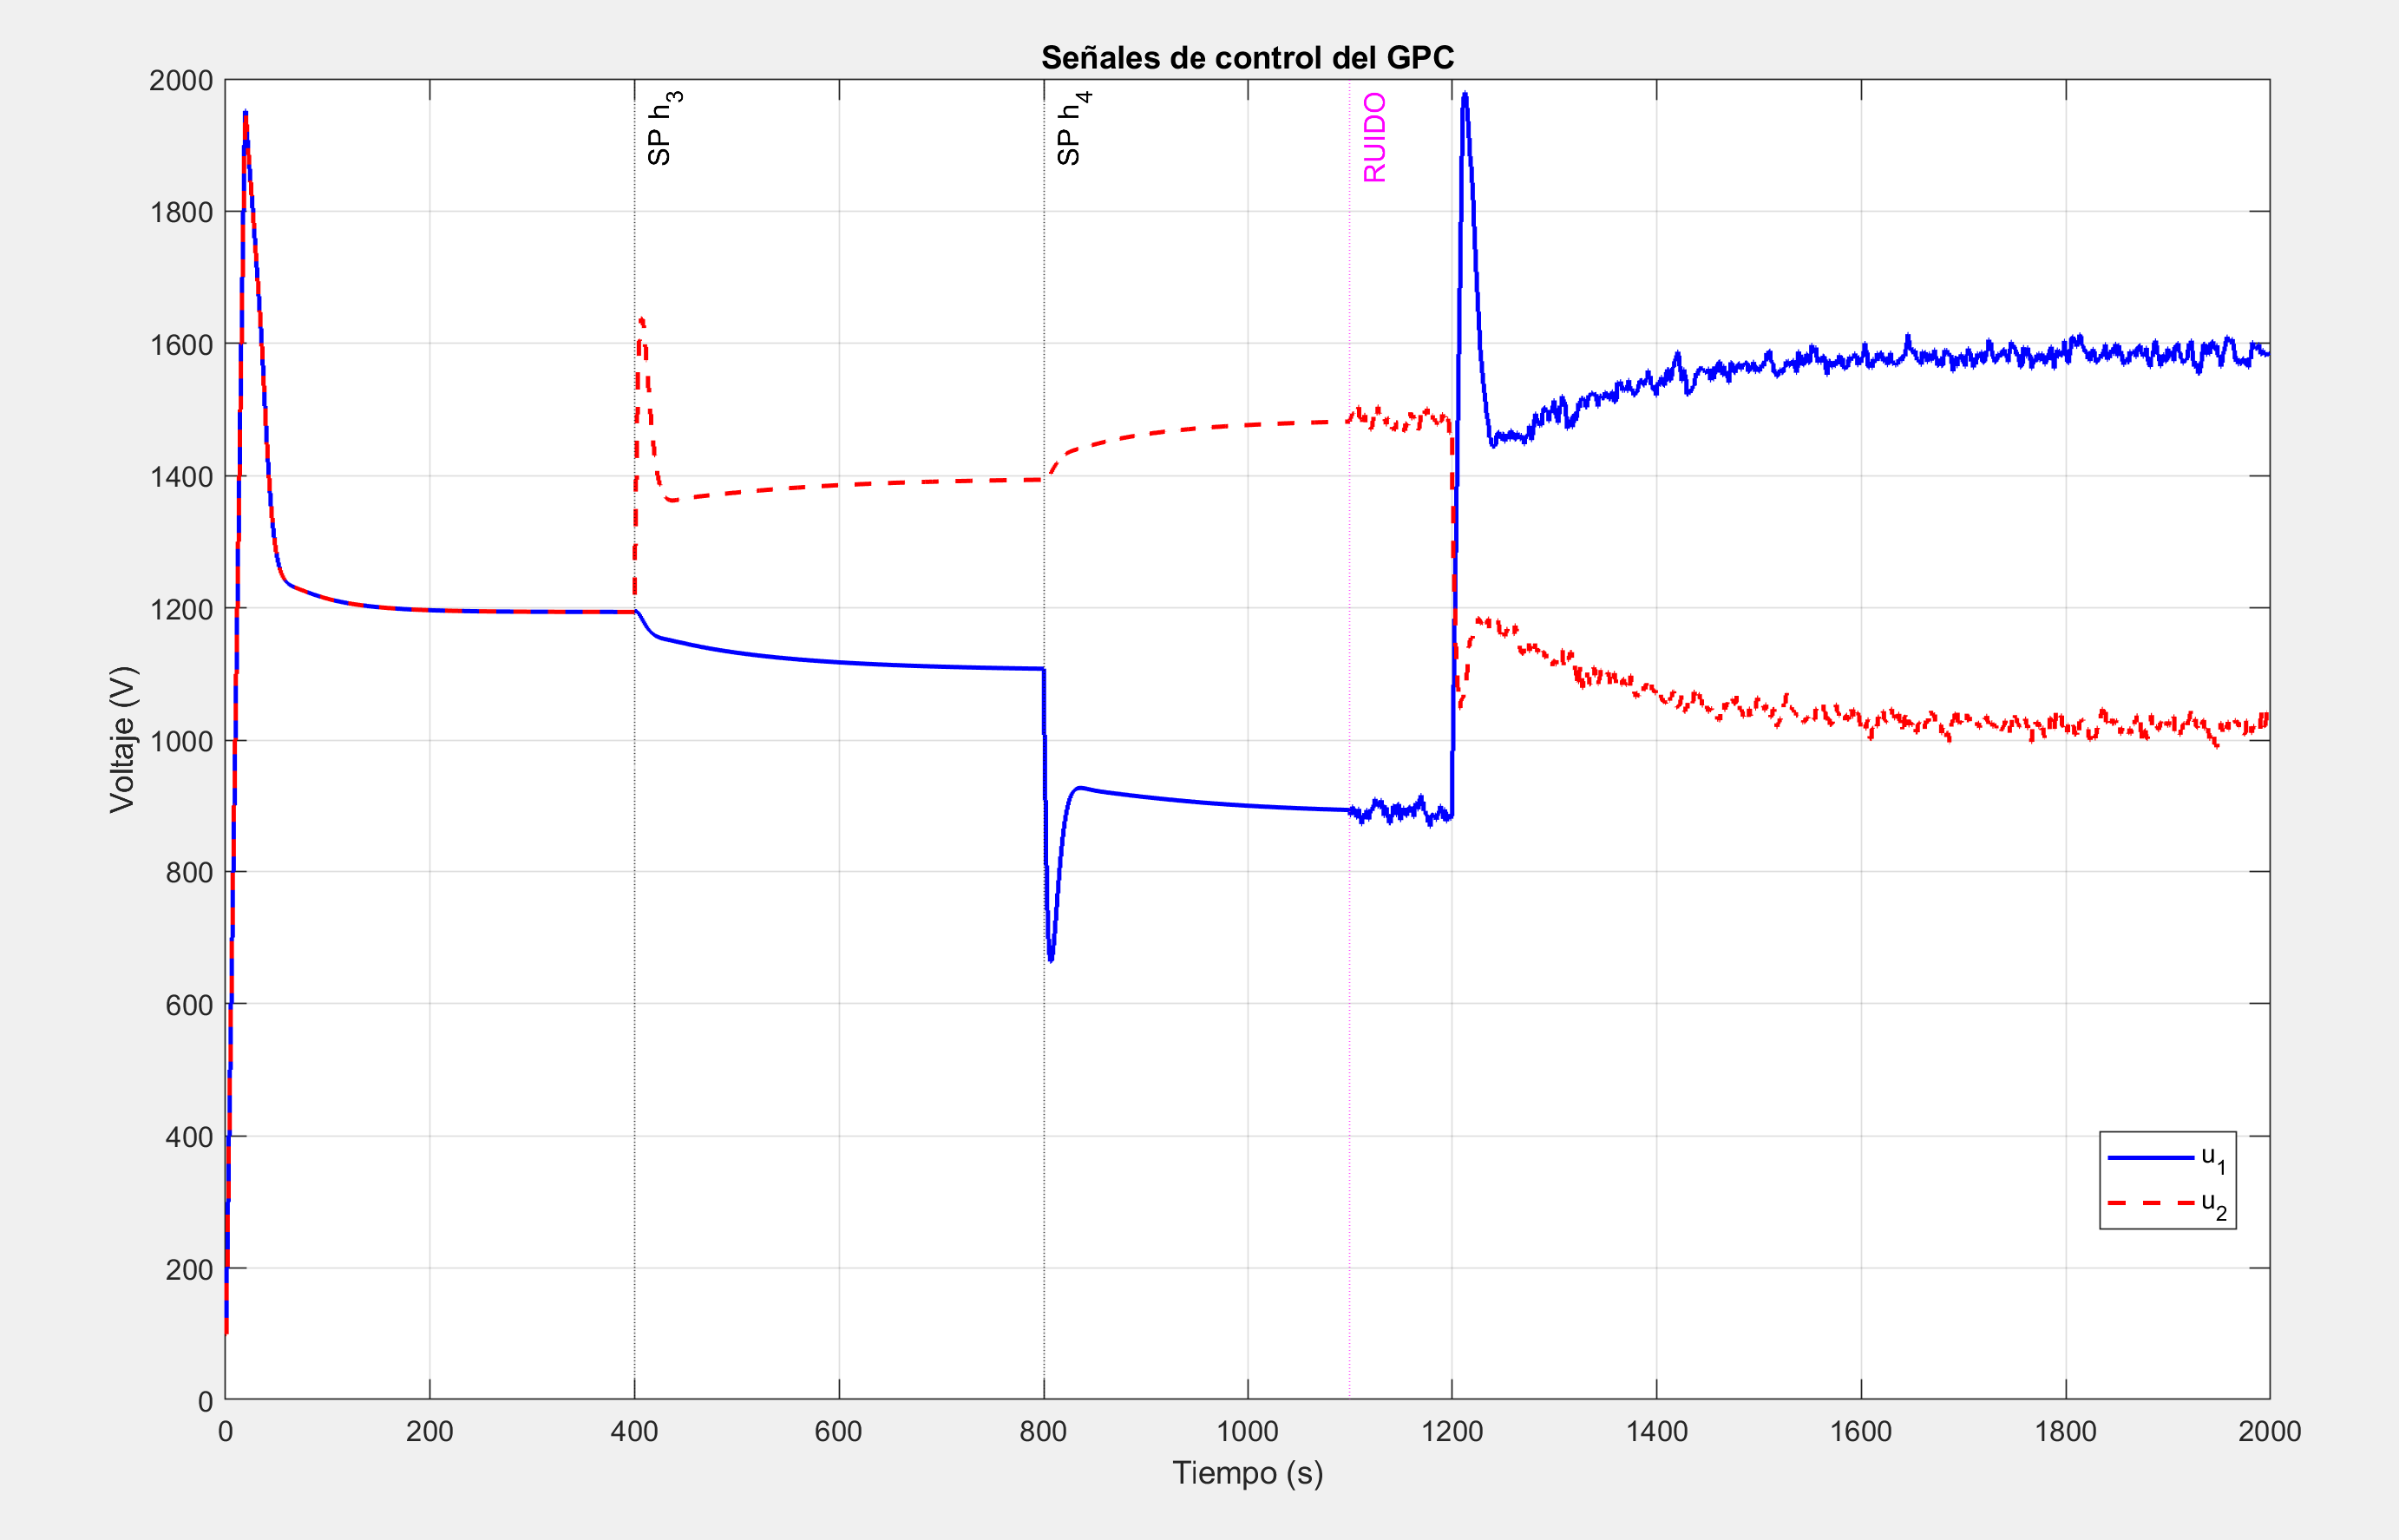 Señales de control del GPC
SP h3
SP h4
RUIDO
2000
1800
1600
1400
1200
1000
800
600
400
200
0
Voltaje (V)
u1
u2
0 200 400 600 800 1000 1200 1400 1600 1800 2000
Tiempo (s)